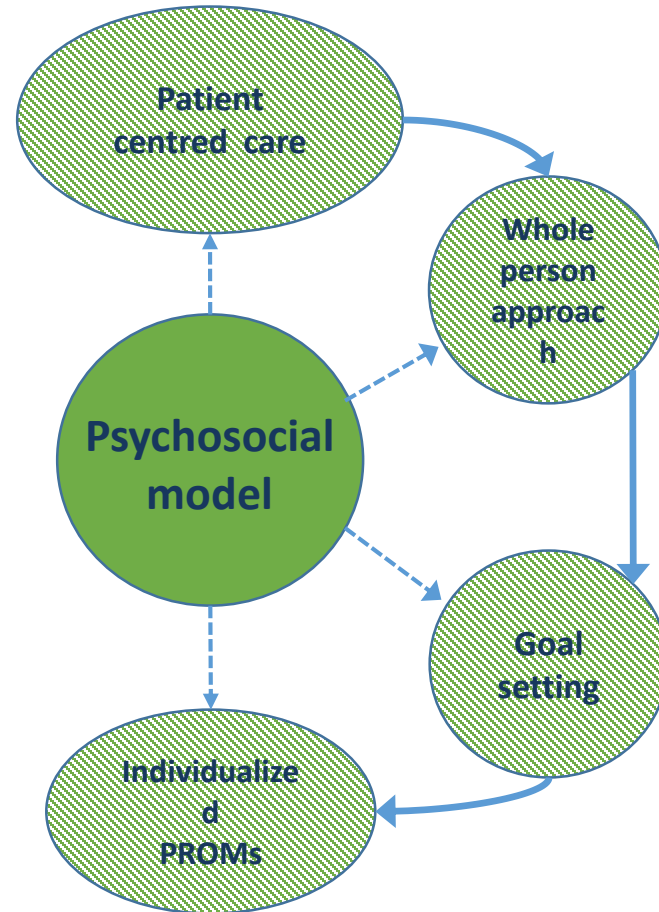 Patient
centred care
Whole
person
approac
h
Psychosocial
model
Goal
setting
Individualize
d
PROMs